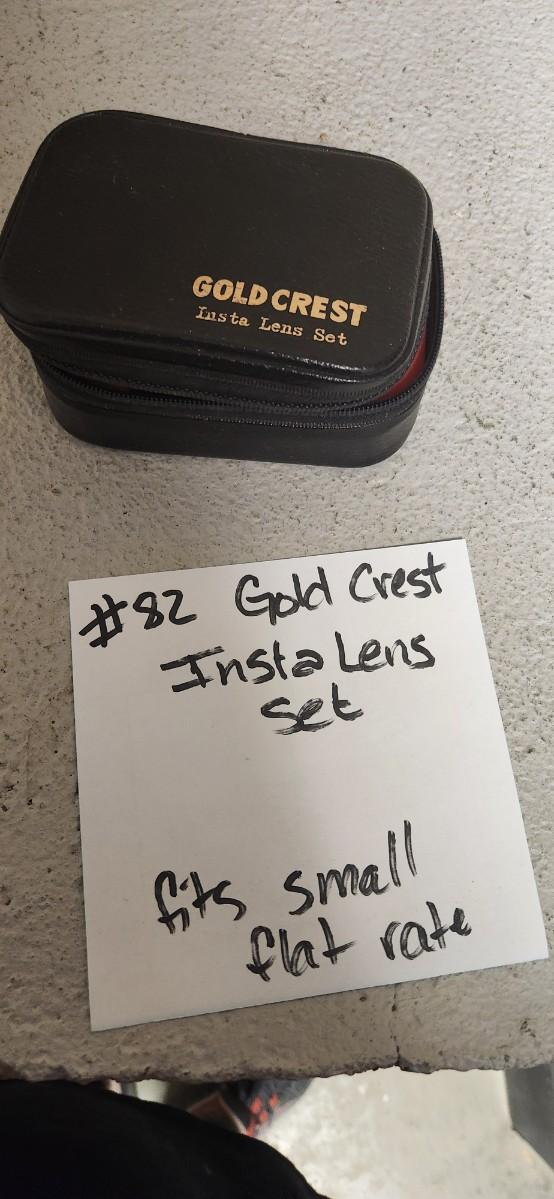 GOLD CREST
Insta Lens Set
#82 Gold Crest
Insta Lens
Set
fits small
flat rate